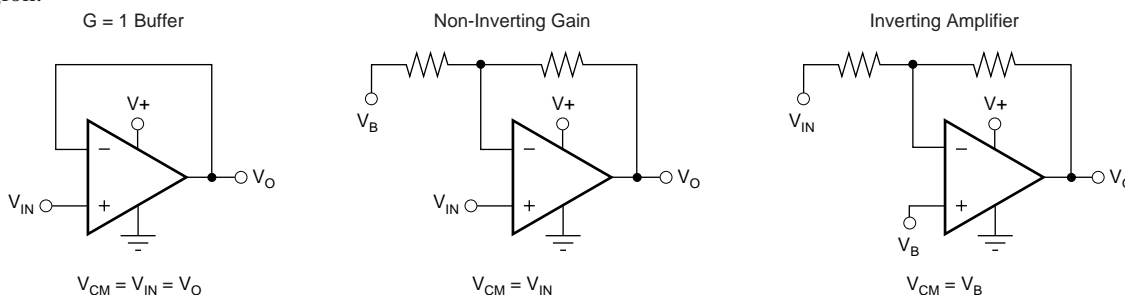 G = 1 Buffer
V+
−
+
V_IN
V_O
V_CM = V_IN = V_O
Non-Inverting Gain
V_B
V+
−
+
V_IN
V_O
V_CM = V_IN
Inverting Amplifier
V_IN
V+
−
+
V_B
V_CM = V_B